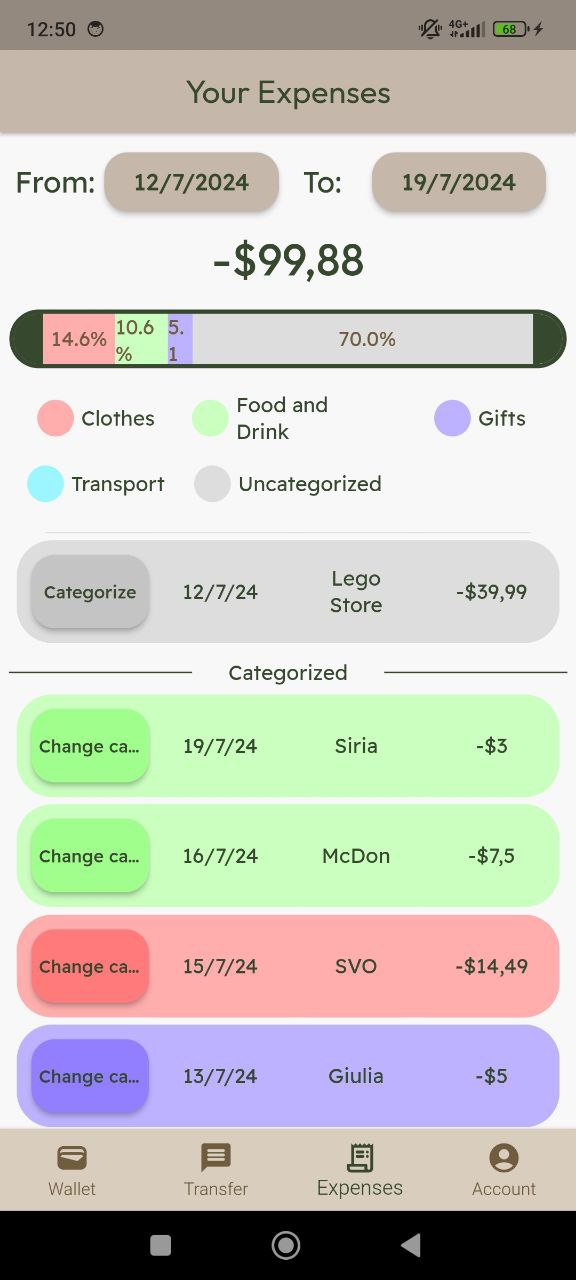 12:50
4G+
68
Your Expenses
From: 12/7/2024 To: 19/7/2024
-$99,88
14.6% 10.6 5. 70.0%
% 1
Clothes Food and Gifts
Drink
Transport Uncategorized
Categorize 12/7/24 Lego -$39,99
Store
Categorized
Change ca... 19/7/24 Siria -$3
Change ca... 16/7/24 McDon -$7,5
Change ca... 15/7/24 SVO -$14,49
Change ca... 13/7/24 Giulia -$5
Wallet Transfer Expenses Account